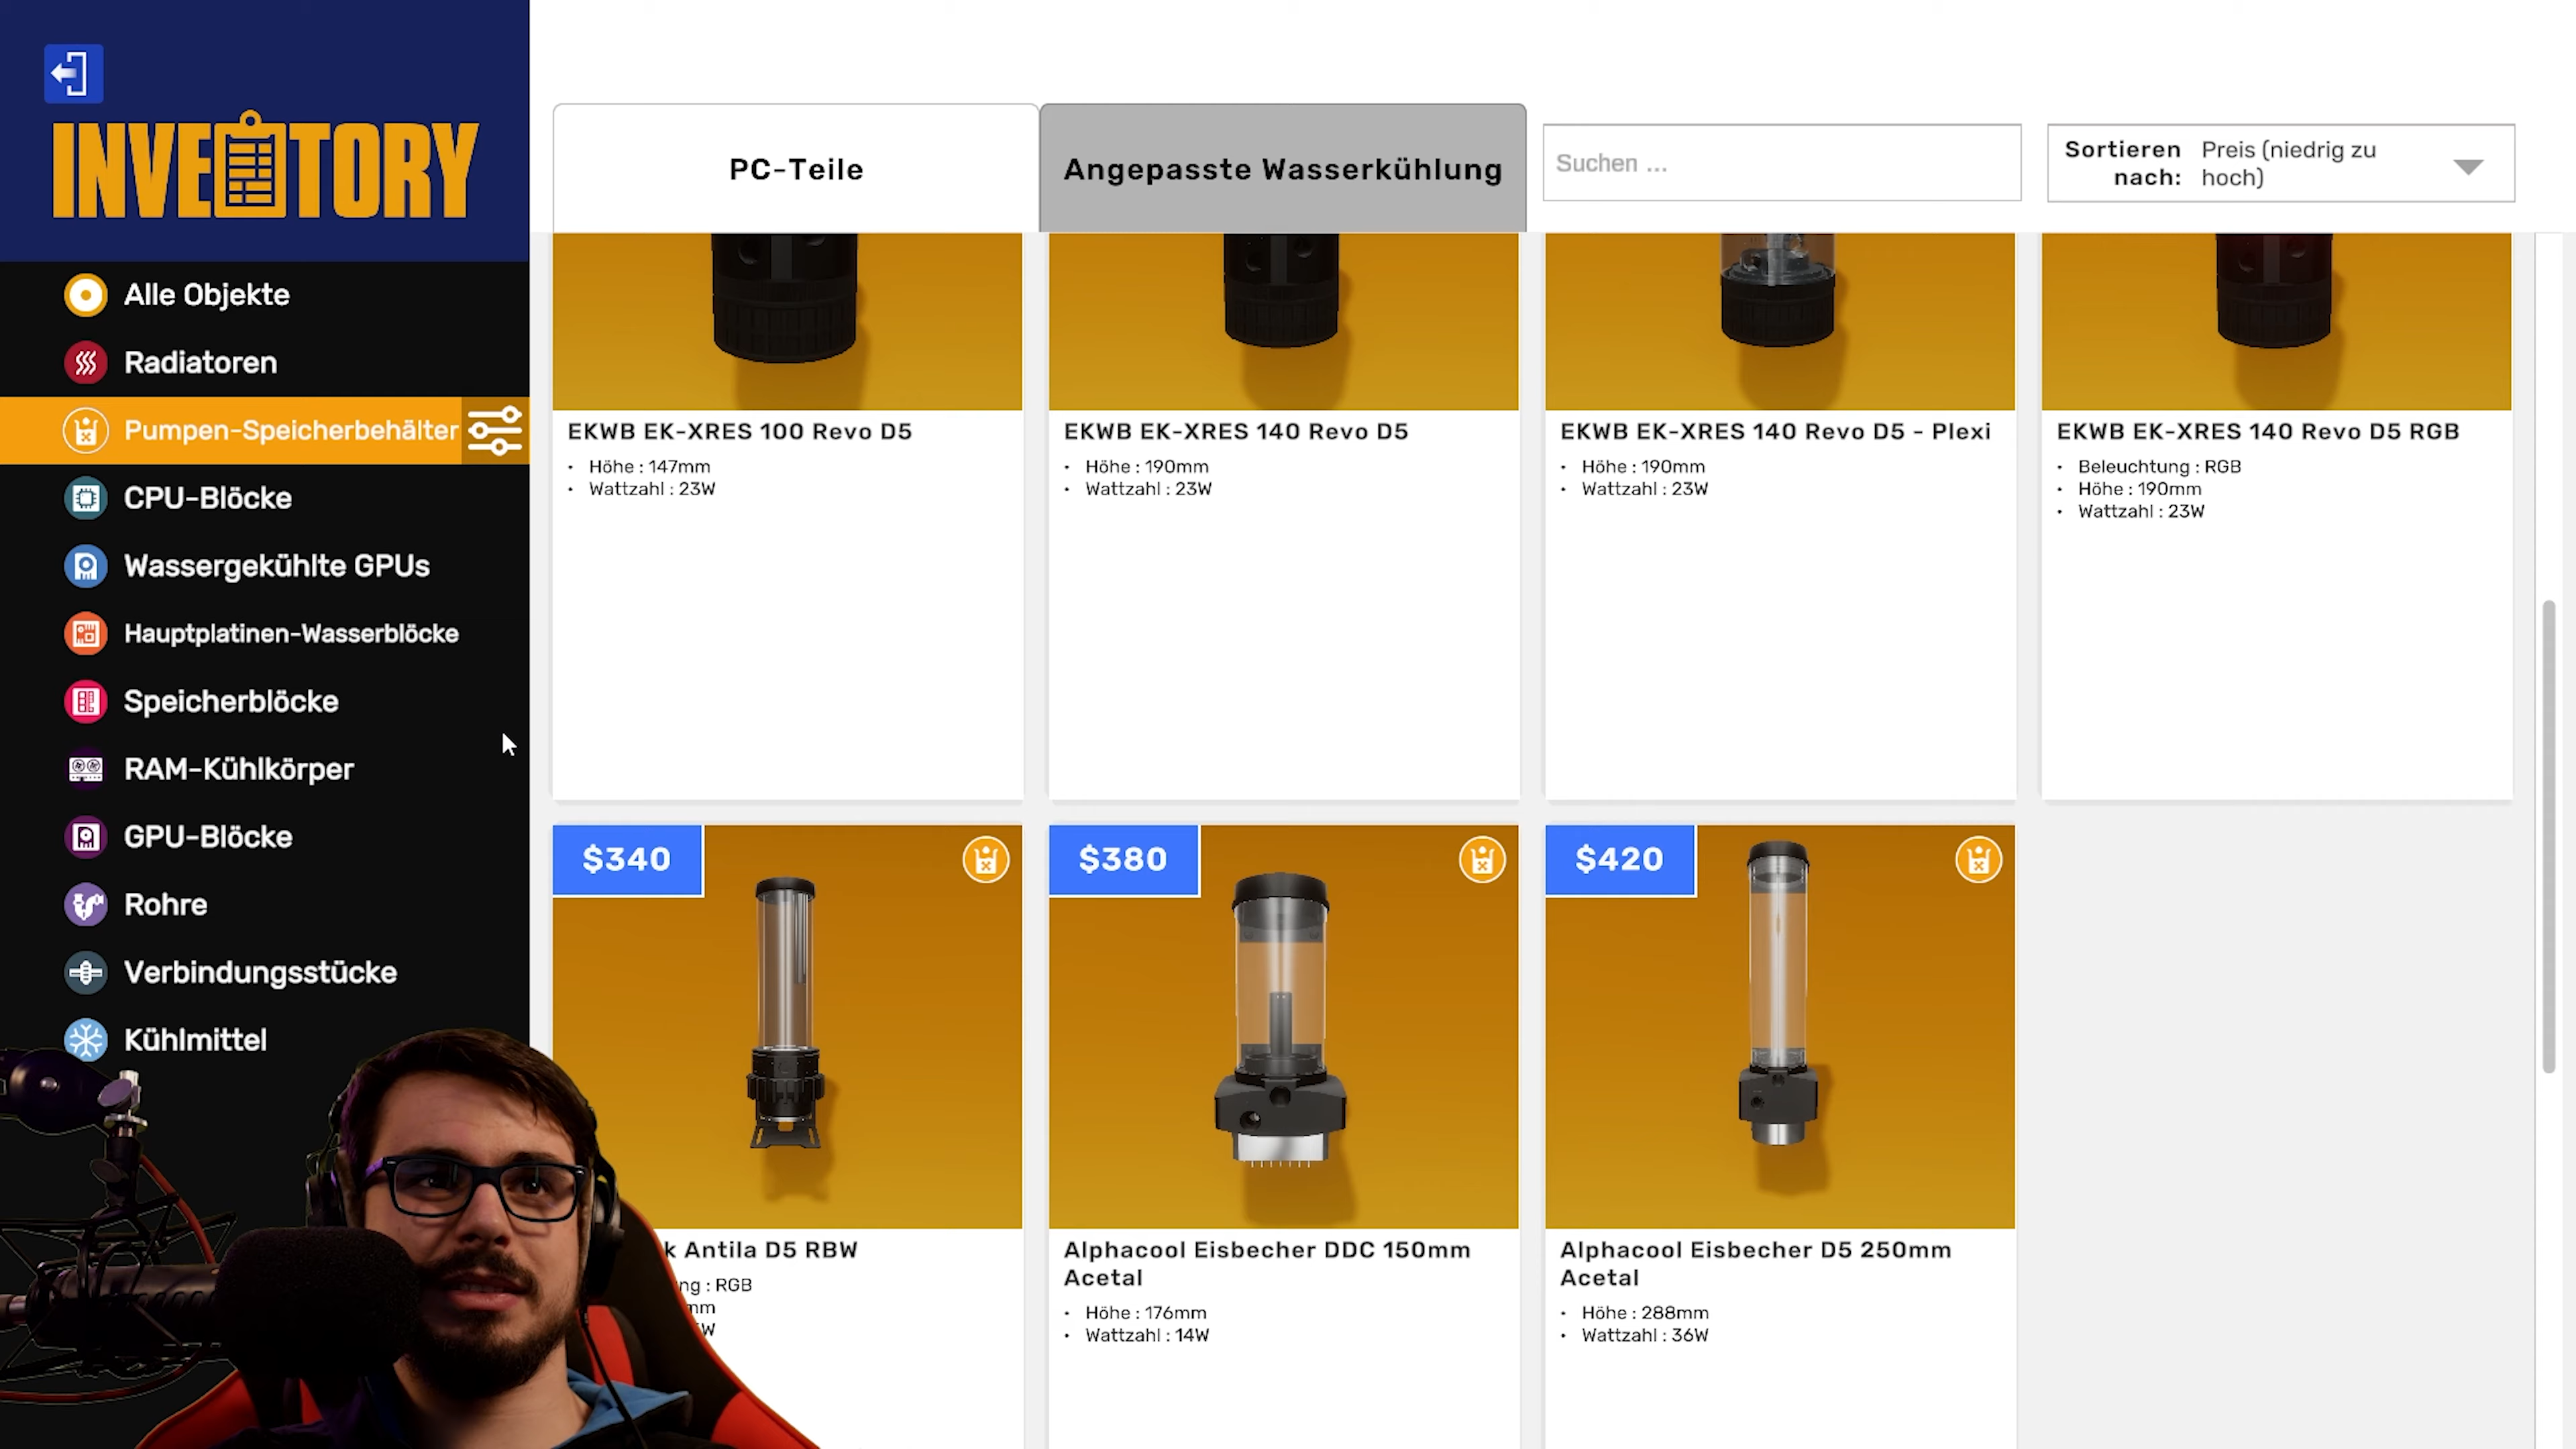 INVENTORY
PC-Teile
Angepasste Wasserkühlung
Suchen ...
Sortieren nach:
Preis (niedrig zu hoch)
Alle Objekte
Radiatoren
Pumpen-Speicherbehälter
CPU-Blöcke
Wassergekühlte GPUs
Hauptplatinen-Wasserblöcke
Speicherblöcke
RAM-Kühlkörper
GPU-Blöcke
Rohre
Verbindungsstücke
Kühlmittel
EKWB EK-XRES 100 Revo D5
• Höhe : 147mm
• Wattzahl : 23W
EKWB EK-XRES 140 Revo D5
• Höhe : 190mm
• Wattzahl : 23W
EKWB EK-XRES 140 Revo D5 - Plexi
• Höhe : 190mm
• Wattzahl : 23W
EKWB EK-XRES 140 Revo D5 RGB
• Beleuchtung : RGB
• Höhe : 190mm
• Wattzahl : 23W
$340
k Antila D5 RBW
ng : RGB
mm
W
$380
Alphacool Eisbecher DDC 150mm
Acetal
• Höhe : 176mm
• Wattzahl : 14W
$420
Alphacool Eisbecher D5 250mm
Acetal
• Höhe : 288mm
• Wattzahl : 36W